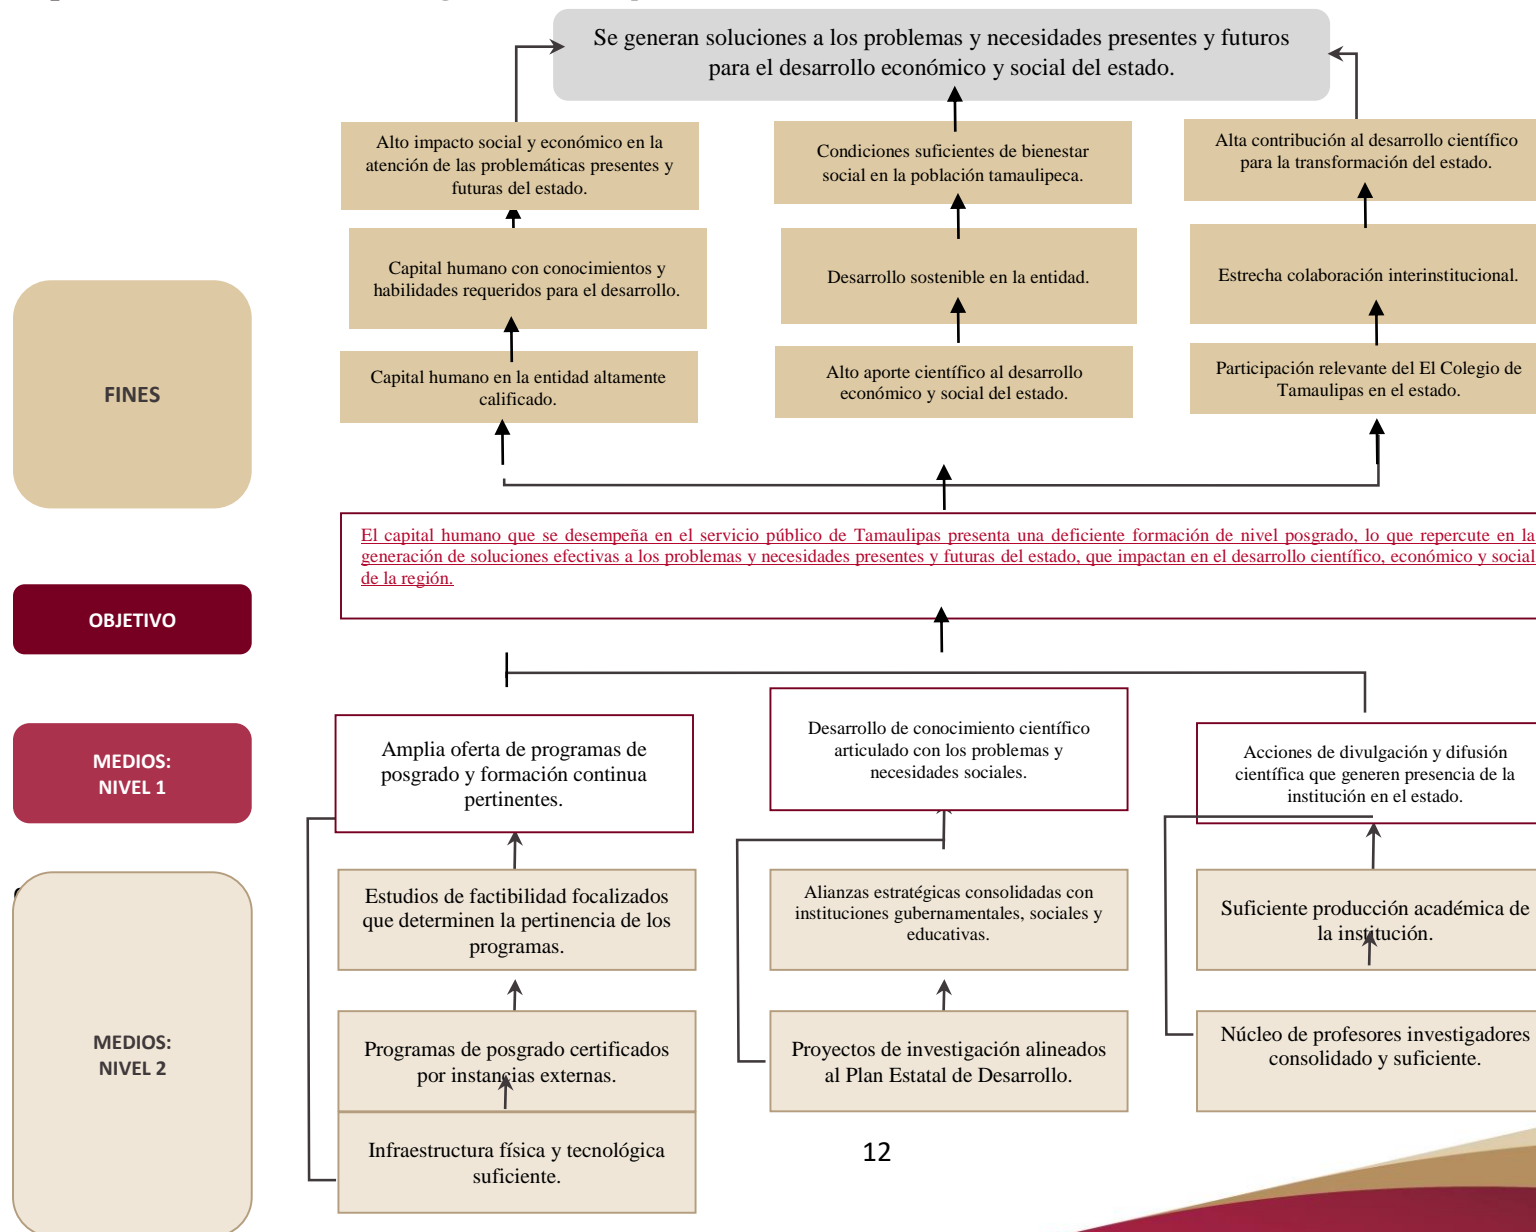 Se generan soluciones a los problemas y necesidades presentes y futuros
para el desarrollo económico y social del estado.
Alto impacto social y económico en la
atención de las problemáticas presentes y
futuras del estado.
Condiciones suficientes de bienestar
social en la población tamaulipeca.
Alta contribución al desarrollo científico
para la transformación del estado.
Capital humano con conocimientos y
habilidades requeridos para el desarrollo.
Desarrollo sostenible en la entidad.
Estrecha colaboración interinstitucional.
FINES
Capital humano en la entidad altamente
calificado.
Alto aporte científico al desarrollo
económico y social del estado.
Participación relevante del El Colegio de
Tamaulipas en el estado.
El capital humano que se desempeña en el servicio público de Tamaulipas presenta una deficiente formación de nivel posgrado, lo que repercute en la
generación de soluciones efectivas a los problemas y necesidades presentes y futuras del estado, que impactan en el desarrollo científico, económico y social
de la región.
OBJETIVO
MEDIOS:
NIVEL 1
Amplia oferta de programas de
posgrado y formación continua
pertinentes.
Desarrollo de conocimiento científico
articulado con los problemas y
necesidades sociales.
Acciones de divulgación y difusión
científica que generen presencia de la
institución en el estado.
Estudios de factibilidad focalizados
que determinen la pertinencia de los
programas.
Alianzas estratégicas consolidadas con
instituciones gubernamentales, sociales y
educativas.
Suficiente producción académica de
la institución.
MEDIOS:
NIVEL 2
Programas de posgrado certificados
por instancias externas.
Proyectos de investigación alineados
al Plan Estatal de Desarrollo.
Núcleo de profesores investigadores
consolidado y suficiente.
Infraestructura física y tecnológica
suficiente.
12